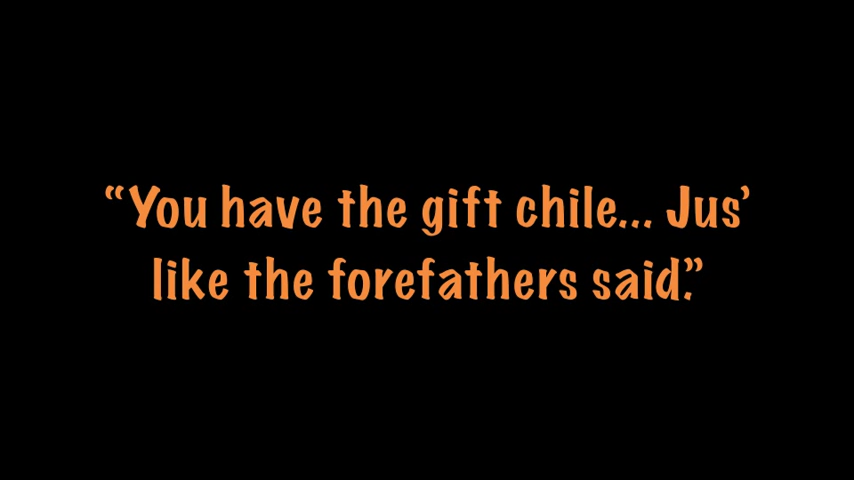 “You have the gift chile... Jus’
like the forefathers said.”